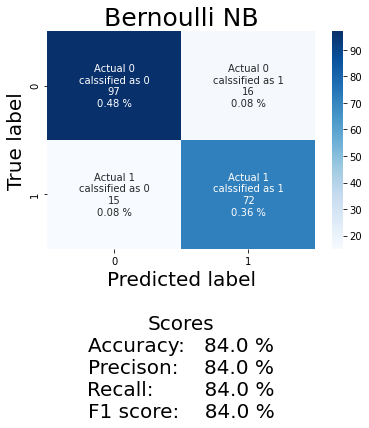 Bernoulli NB
True label
0
Actual 0
calssified as 0
97
0.48 %
Actual 0
calssified as 1
16
0.08 %
1
Actual 1
calssified as 0
15
0.08 %
Actual 1
calssified as 1
72
0.36 %
0 1
Predicted label
90
80
70
60
50
40
30
20
Scores
Accuracy: 84.0 %
Precison: 84.0 %
Recall: 84.0 %
F1 score: 84.0 %